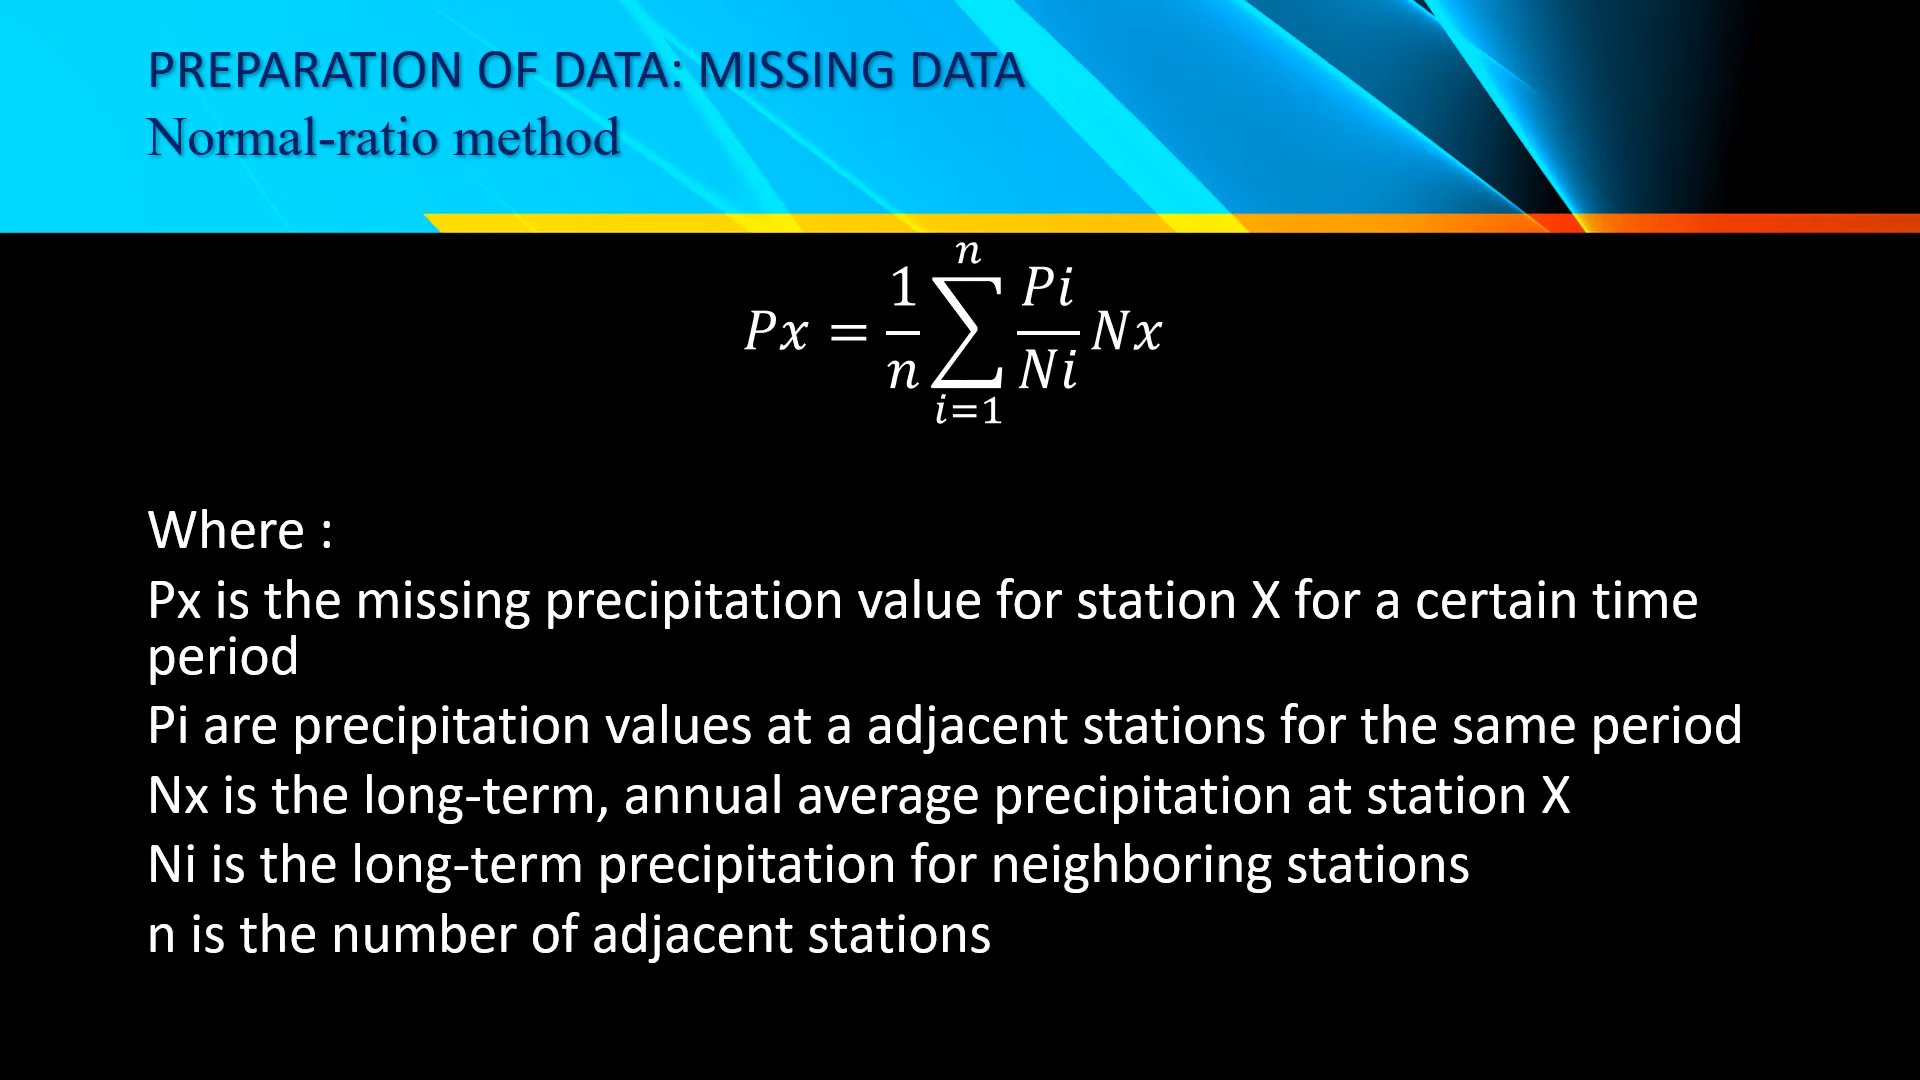 PREPARATION OF DATA: MISSING DATA
Normal-ratio method
Px = \frac{1}{n} \sum_{i=1}^{n} \frac{Pi}{Ni} Nx
Where :
Px is the missing precipitation value for station X for a certain time
period
Pi are precipitation values at a adjacent stations for the same period
Nx is the long-term, annual average precipitation at station X
Ni is the long-term precipitation for neighboring stations
n is the number of adjacent stations